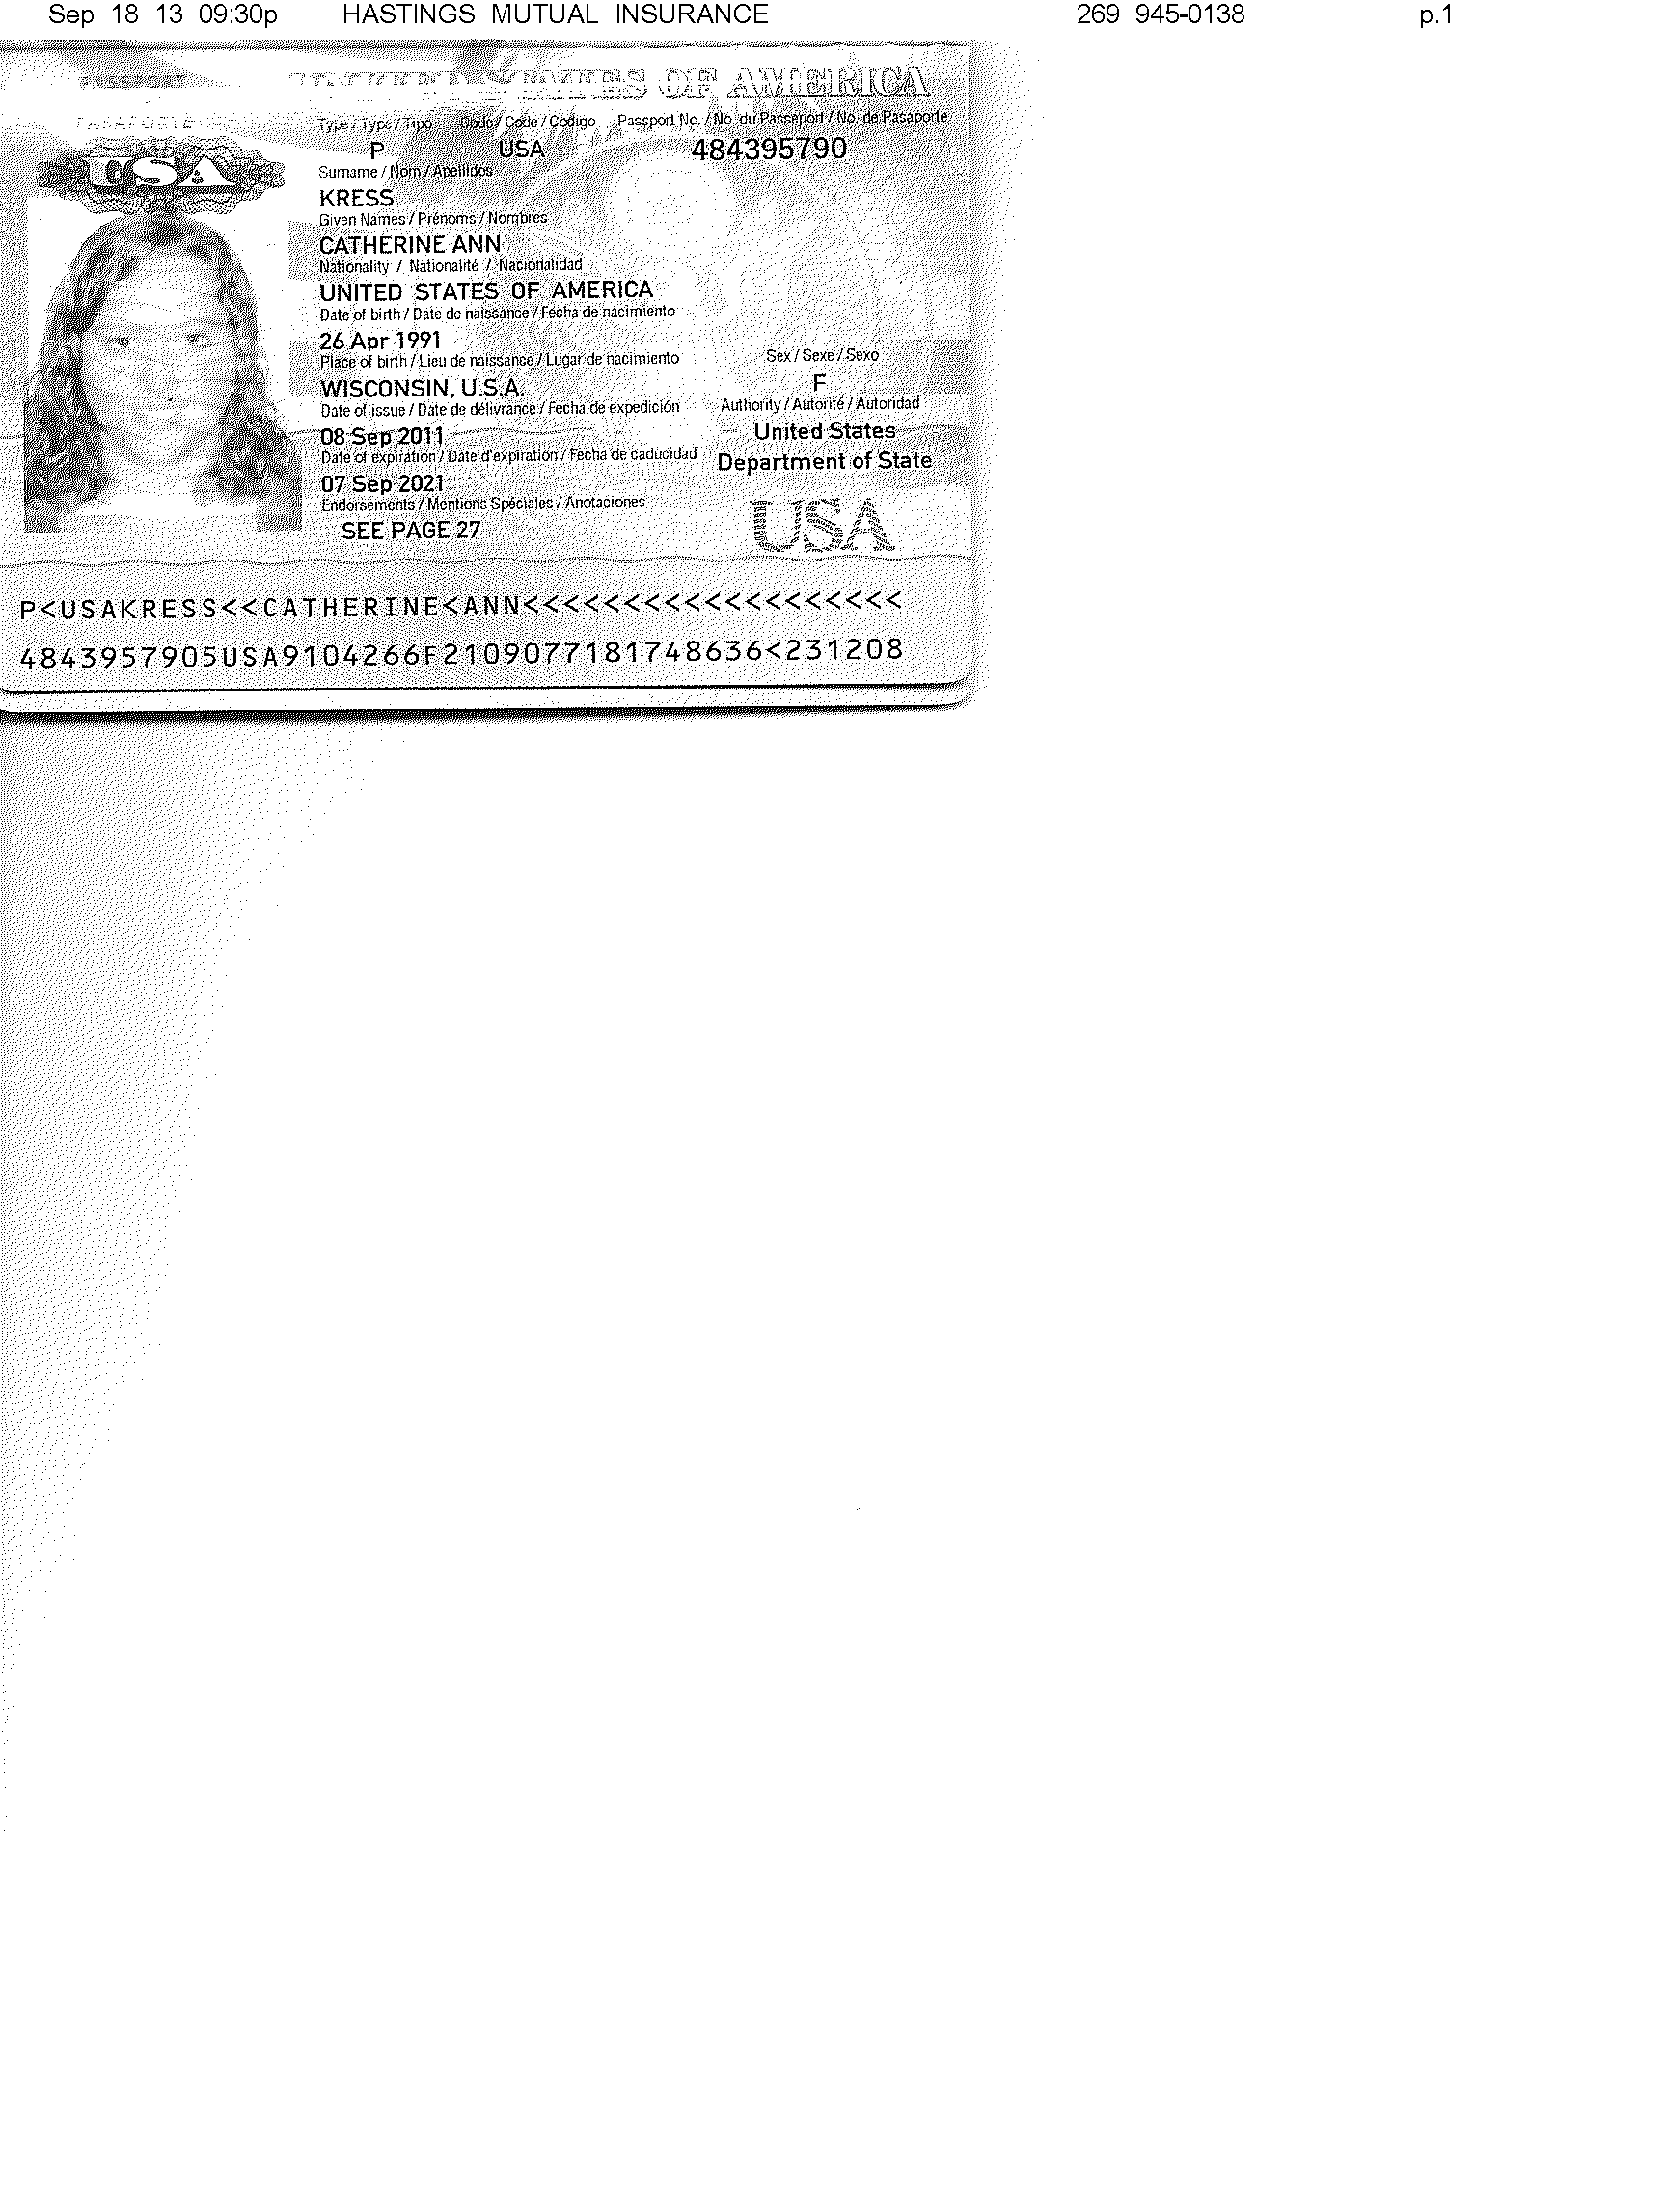 Sep 18 13 09:30p HASTINGS MUTUAL INSURANCE 269 945-0138 p.1
PASSPORT UNITED STATES OF AMERICA
PASAPORTE Type / Type / Tipo Code / Code / Codigo Passport No. / No. du Passeport / No. de Pasaporte
P USA 484395790
USA
Surname / Nom / Apellidos
KRESS
Given Names / Prénoms / Nombres
CATHERINE ANN
Nationality / Nationalité / Nacionalidad
UNITED STATES OF AMERICA
Date of birth / Date de naissance / Fecha de nacimiento
26 Apr 1991
Place of birth / Lieu de naissance / Lugar de nacimiento Sex / Sexe / Sexo
WISCONSIN, U.S.A. F
Date of issue / Date de délivrance / Fecha de expedición Authority / Autorité / Autoridad
08 Sep 2011 United States
Date of expiration / Date d'expiration / Fecha de caducidad Department of State
07 Sep 2021
Endorsements / Mentions Spéciales / Anotaciones
SEE PAGE 27 USA
P<USAKRESS<<CATHERINE<ANN<<<<<<<<<<<<<<<<<<<
4843957905USA9104266F2109077181748636<231208